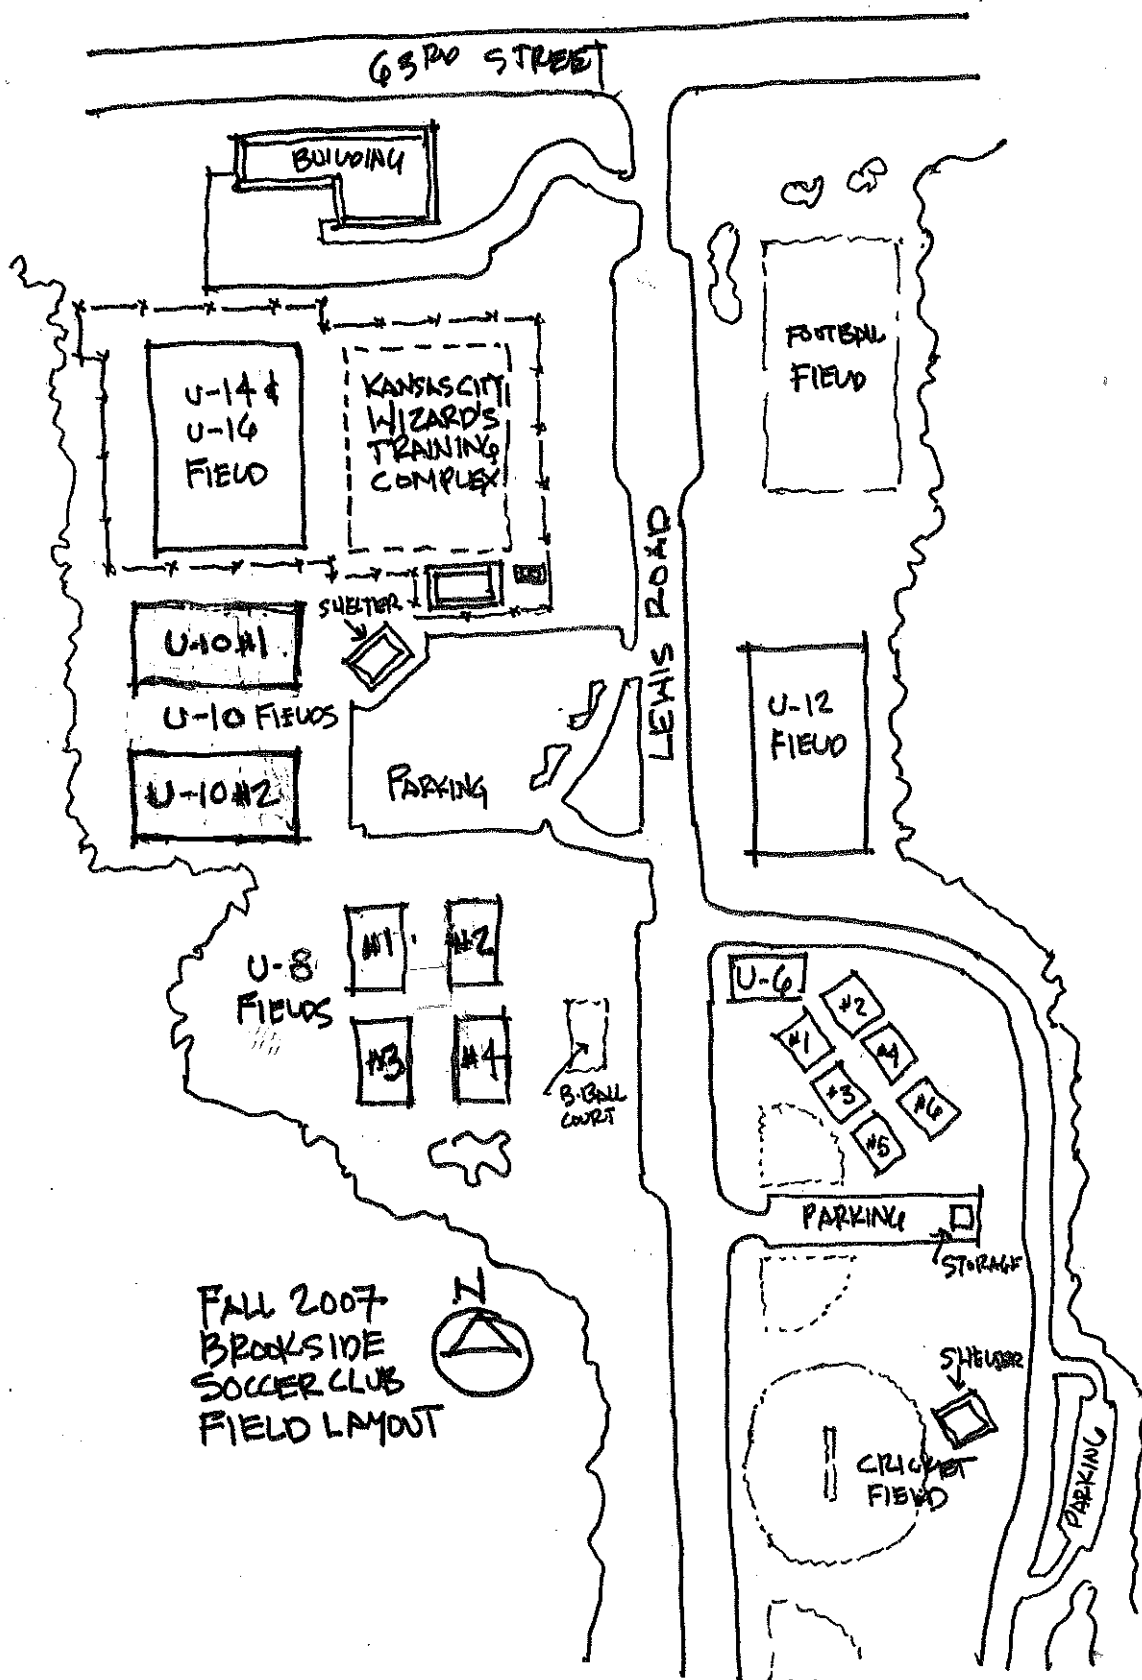 63RD STREET
BUILDING
FOOTBALL
FIELD
U-14 &
U-16
FIELD
KANSAS CITY
WIZARD'S
TRAINING
COMPLEX
LEWIS ROAD
SHELTER
U-10 #1
U-10 FIELDS
U-10 #2
PARKING
U-12
FIELD
U-8
FIELDS
#1
#2
#3
#4
B-BALL
COURT
U-6
#2
#1
#4
#3
#6
#5
PARKING
STORAGE
N
FALL 2007
BROOKSIDE
SOCCER CLUB
FIELD LAYOUT
SHELTER
CRICKET
FIELD
PARKING